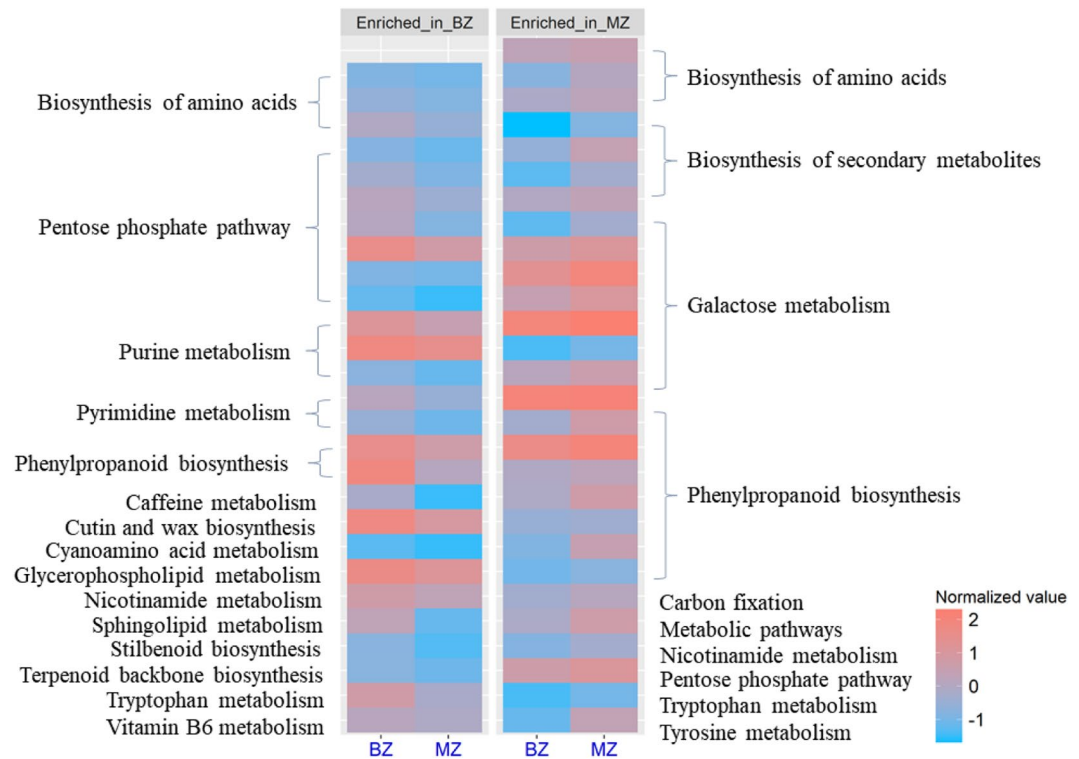 Enriched_in_BZ
Enriched_in_MZ
Biosynthesis of amino acids
Pentose phosphate pathway
Purine metabolism
Pyrimidine metabolism
Phenylpropanoid biosynthesis
Caffeine metabolism
Cutin and wax biosynthesis
Cyanoamino acid metabolism
Glycerophospholipid metabolism
Nicotinamide metabolism
Sphingolipid metabolism
Stilbenoid biosynthesis
Terpenoid backbone biosynthesis
Tryptophan metabolism
Vitamin B6 metabolism
Biosynthesis of amino acids
Biosynthesis of secondary metabolites
Galactose metabolism
Phenylpropanoid biosynthesis
Carbon fixation
Metabolic pathways
Nicotinamide metabolism
Pentose phosphate pathway
Tryptophan metabolism
Tyrosine metabolism
Normalized value
2
1
0
-1
BZ
MZ
BZ
MZ